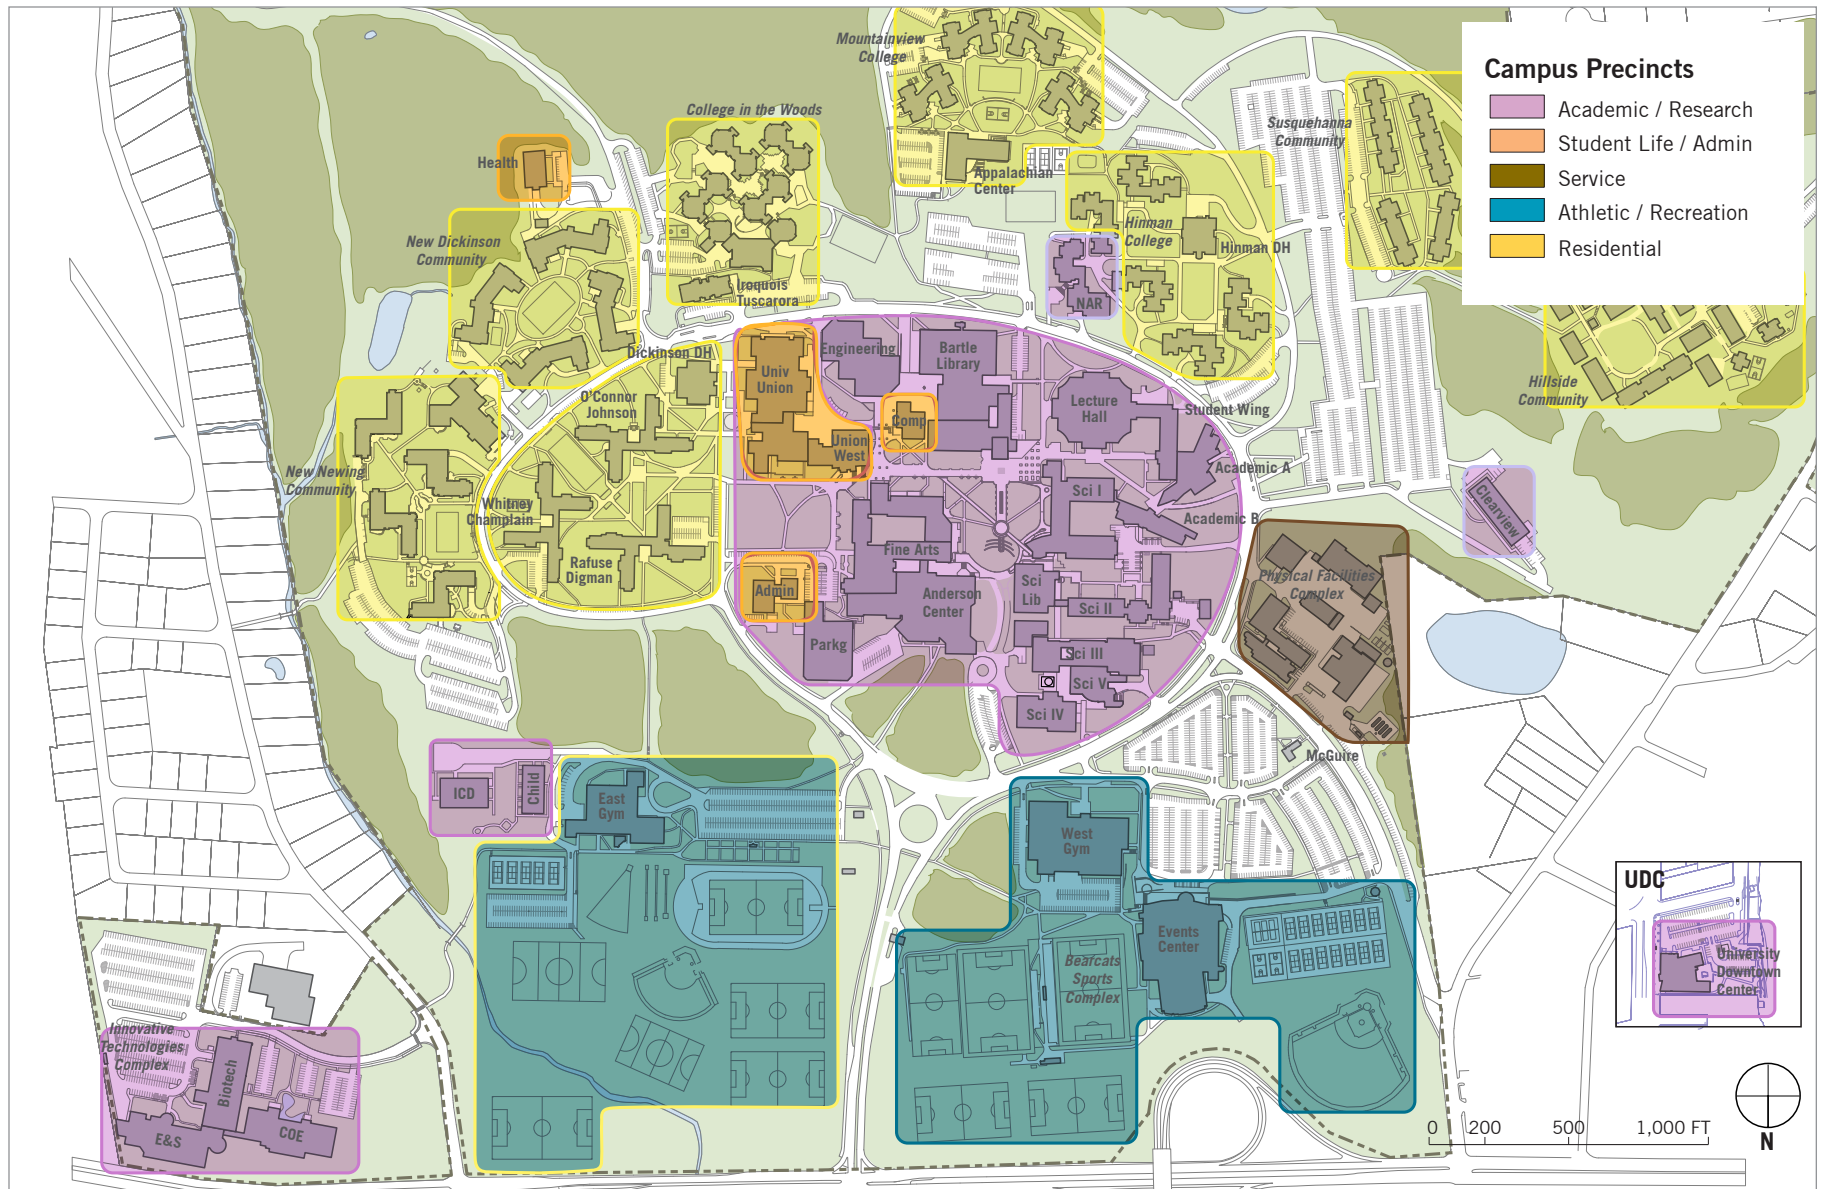 Mountainview
College
College in the Woods
Health
Appalachian
Center
Susquehanna
Community
Campus Precincts
Academic / Research
Student Life / Admin
Service
Athletic / Recreation
Residential
New Dickinson
Community
Hinman
College
Hinman DH
Iroquois
Tuscarora
NAR
Dickinson DH
Engineering
Bartle
Library
Univ
Union
O'Connor
Johnson
Comp
Lecture
Hall
Student Wing
Hillside
Community
Union
West
New Newing
Community
Academic A
Sci I
Clearview
Whitney
Champlain
Academic B
Fine Arts
Rafuse
Digman
Admin
Anderson
Center
Sci
Lib
Sci II
Physical Facilities
Complex
Parkg
Sci III
Sci V
Sci IV
McGuire
ICD
Child
East
Gym
West
Gym
UDC
Events
Center
Bearcats
Sports
Complex
University
Downtown
Center
Innovative
Technologies
Complex
Biotech
E&S
COE
0 200 500 1,000 FT
N